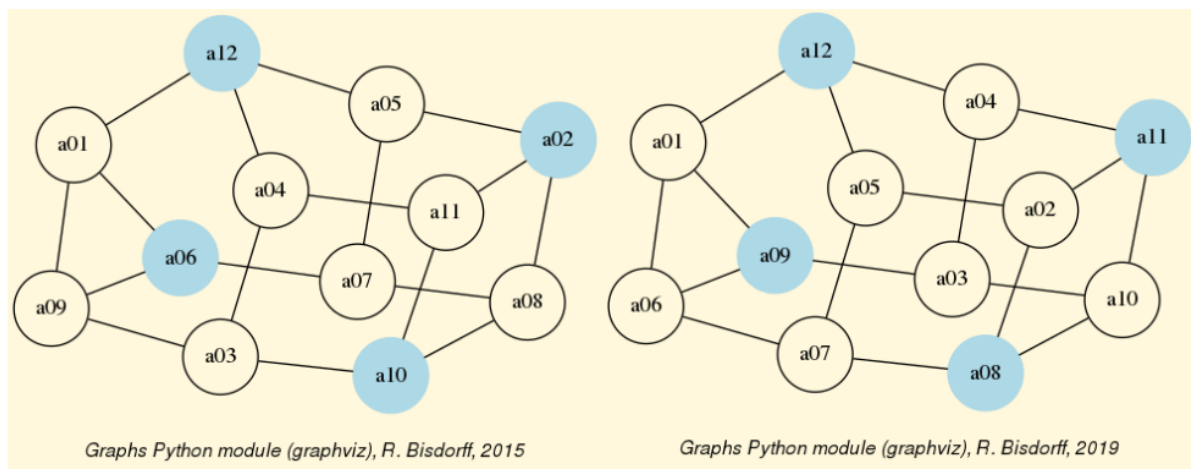 a12
a05
a02
a01
a04
a11
a06
a07
a08
a09
a03
a10
Graphs Python module (graphviz), R. Bisdorff, 2015
a12
a04
a11
a01
a05
a02
a09
a03
a10
a06
a07
a08
Graphs Python module (graphviz), R. Bisdorff, 2019